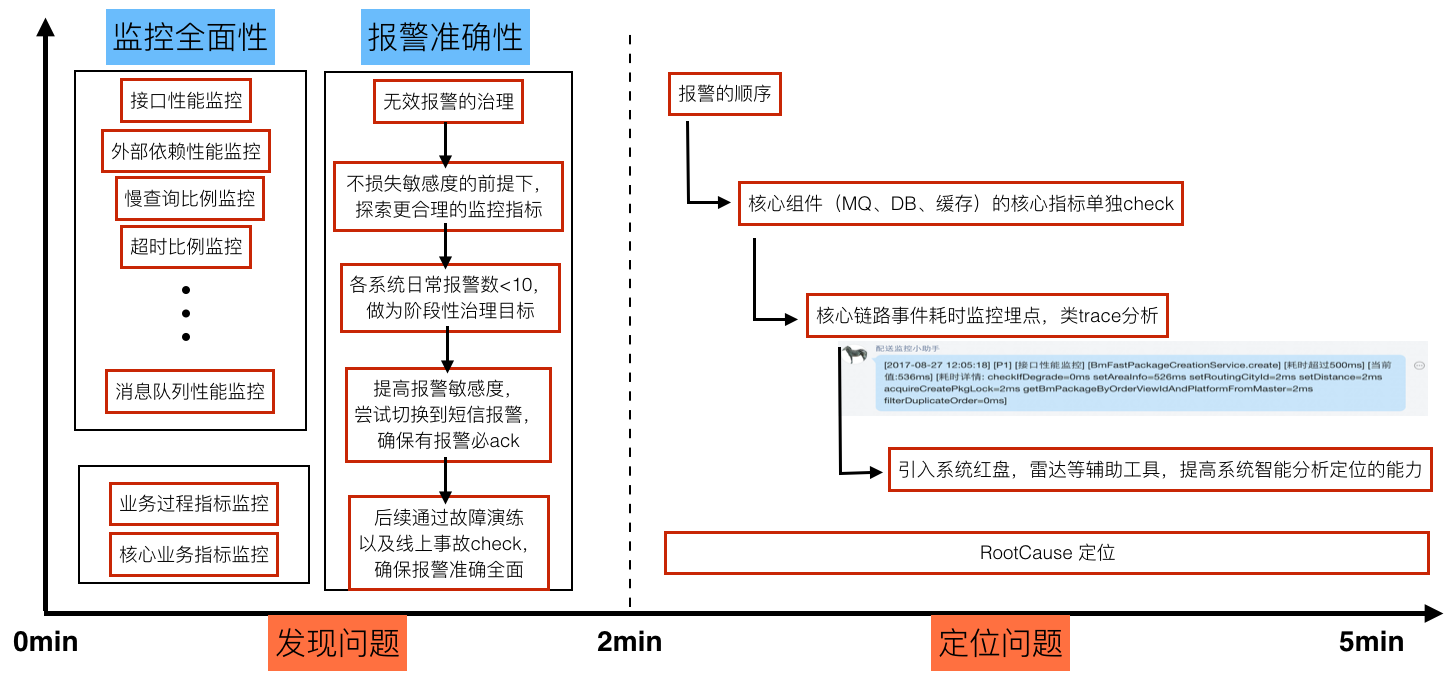 监控全面性
接口性能监控
外部依赖性能监控
慢查询比例监控
超时比例监控
消息队列性能监控
业务过程指标监控
核心业务指标监控
报警准确性
无效报警的治理
不损失敏感度的前提下，
探索更合理的监控指标
各系统日常报警数<10，
做为阶段性治理目标
提高报警敏感度，
尝试切换到短信报警，
确保有报警必ack
后续通过故障演练
以及线上事故check，
确保报警准确全面
报警的顺序
核心组件（MQ、DB、缓存）的核心指标单独check
核心链路事件耗时监控埋点，类trace分析
配送监控小助手
[2017-08-27 12:05:18] [P1] [接口性能监控] [BmFastPackageCreationService.create] [耗时超过500ms] [当前
值:536ms] [耗时详情: checkIfDegrade=0ms setAreaInfo=526ms setRoutingCityId=2ms setDistance=2ms
acquireCreatePkgLock=2ms getBmPackageByOrderViewIdAndPlatformFromMaster=2ms
filterDuplicateOrder=0ms]
引入系统红盘，雷达等辅助工具，提高系统智能分析定位的能力
RootCause 定位
0min
发现问题
2min
定位问题
5min